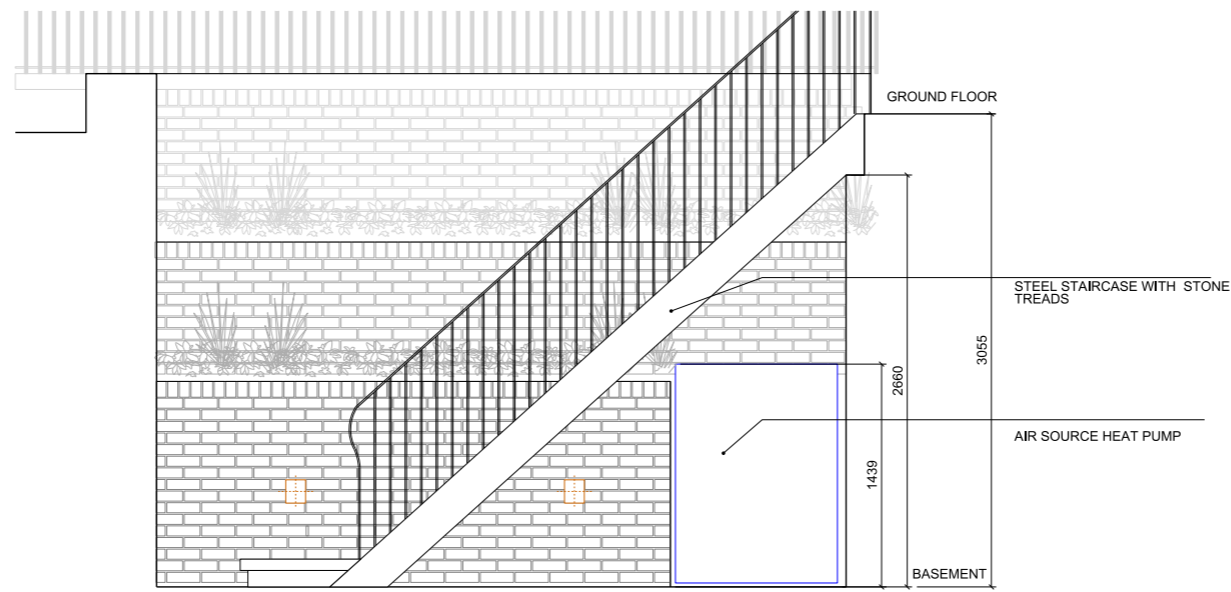 GROUND FLOOR
STEEL STAIRCASE WITH STONE
TREADS
3055
2660
AIR SOURCE HEAT PUMP
1439
BASEMENT